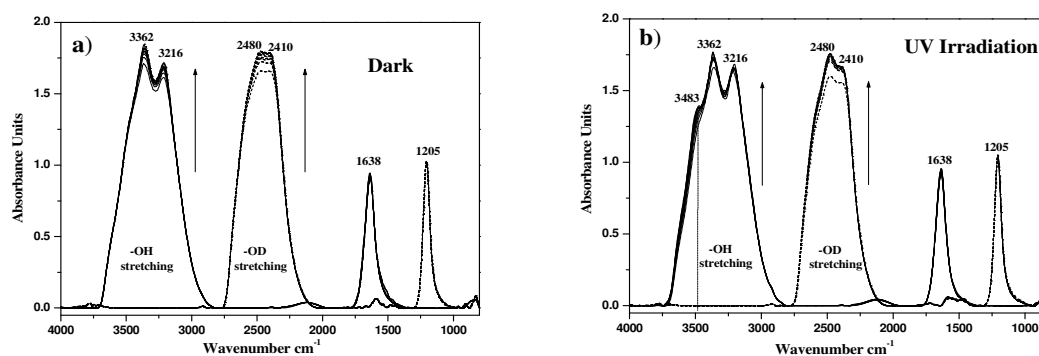 a)
Dark
3362
3216
2480
2410
1638
1205
-OH
stretching
-OD
stretching
2.0
1.5
1.0
0.5
0.0
Absorbance Units
4000 3500 3000 2500 2000 1500 1000
Wavenumber cm-1
b)
UV Irradiation
3362
3216
3483
2480
2410
1638
1205
-OH
stretching
-OD
stretching
2.0
1.5
1.0
0.5
0.0
Absorbance Units
4000 3500 3000 2500 2000 1500 1000
Wavenumber cm-1